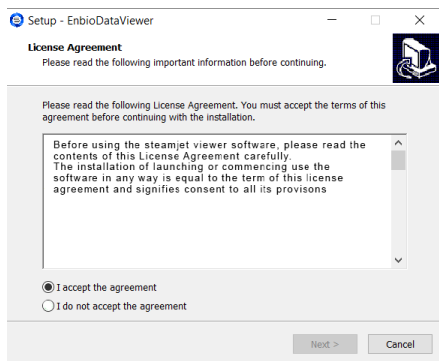 Setup - EnbioDataViewer
License Agreement
Please read the following important information before continuing.
Please read the following License Agreement. You must accept the terms of this
agreement before continuing with the installation.
Before using the steamjet viewer software, please read the
contents of this License Agreement carefully.
The installation of launching or commencing use the
software in any way is equal to the term of this license
agreement and signifies consent to all its provisons
I accept the agreement
I do not accept the agreement
Next >
Cancel